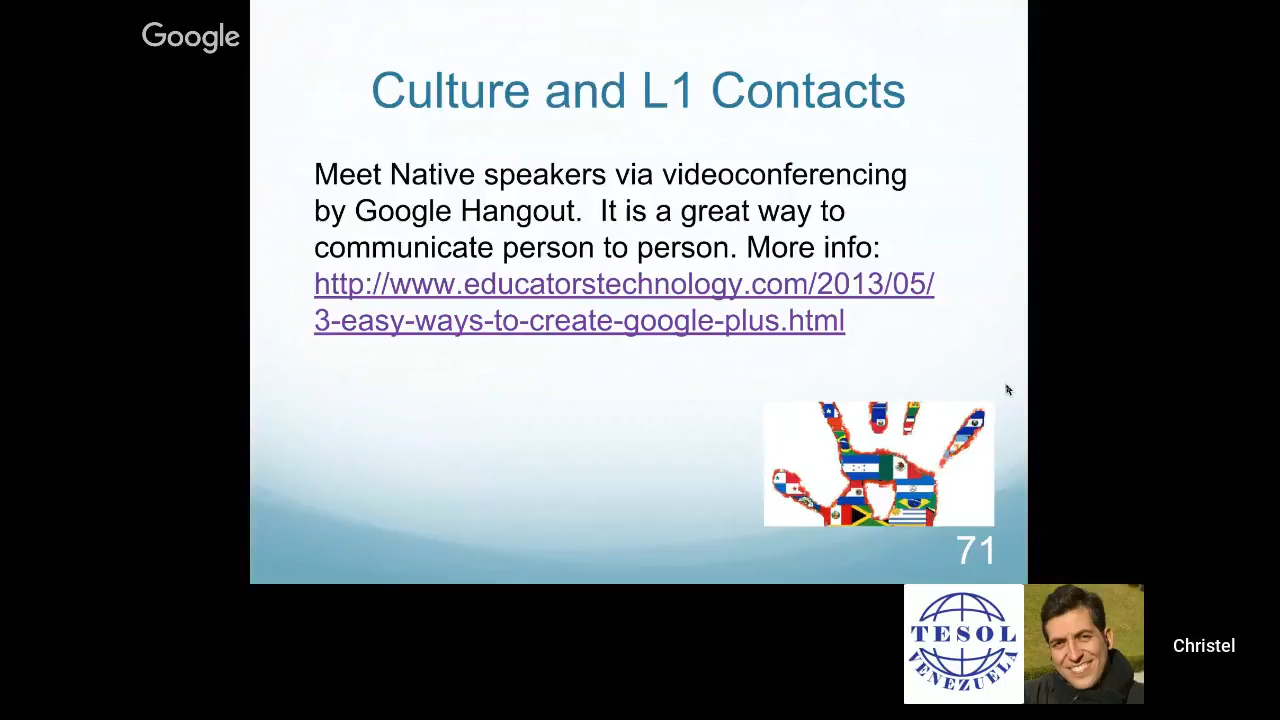 Google
Culture and L1 Contacts
Meet Native speakers via videoconferencing
by Google Hangout.  It is a great way to
communicate person to person. More info:
http://www.educatorstechnology.com/2013/05/
3-easy-ways-to-create-google-plus.html
71
TESOL
VENEZUELA
Christel